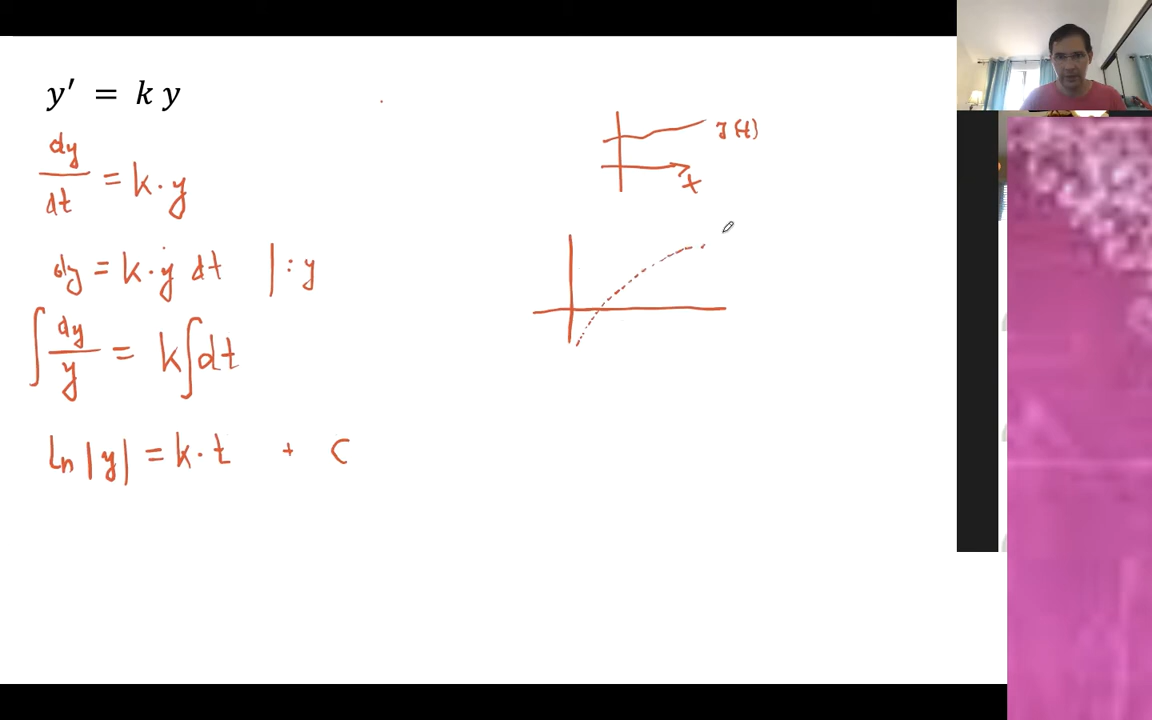 y′ = k y
dy/dt = k · y
dy = k · y dt | : y
∫ dy/y = k ∫ dt
ln |y| = k · t + C
y(t)
t